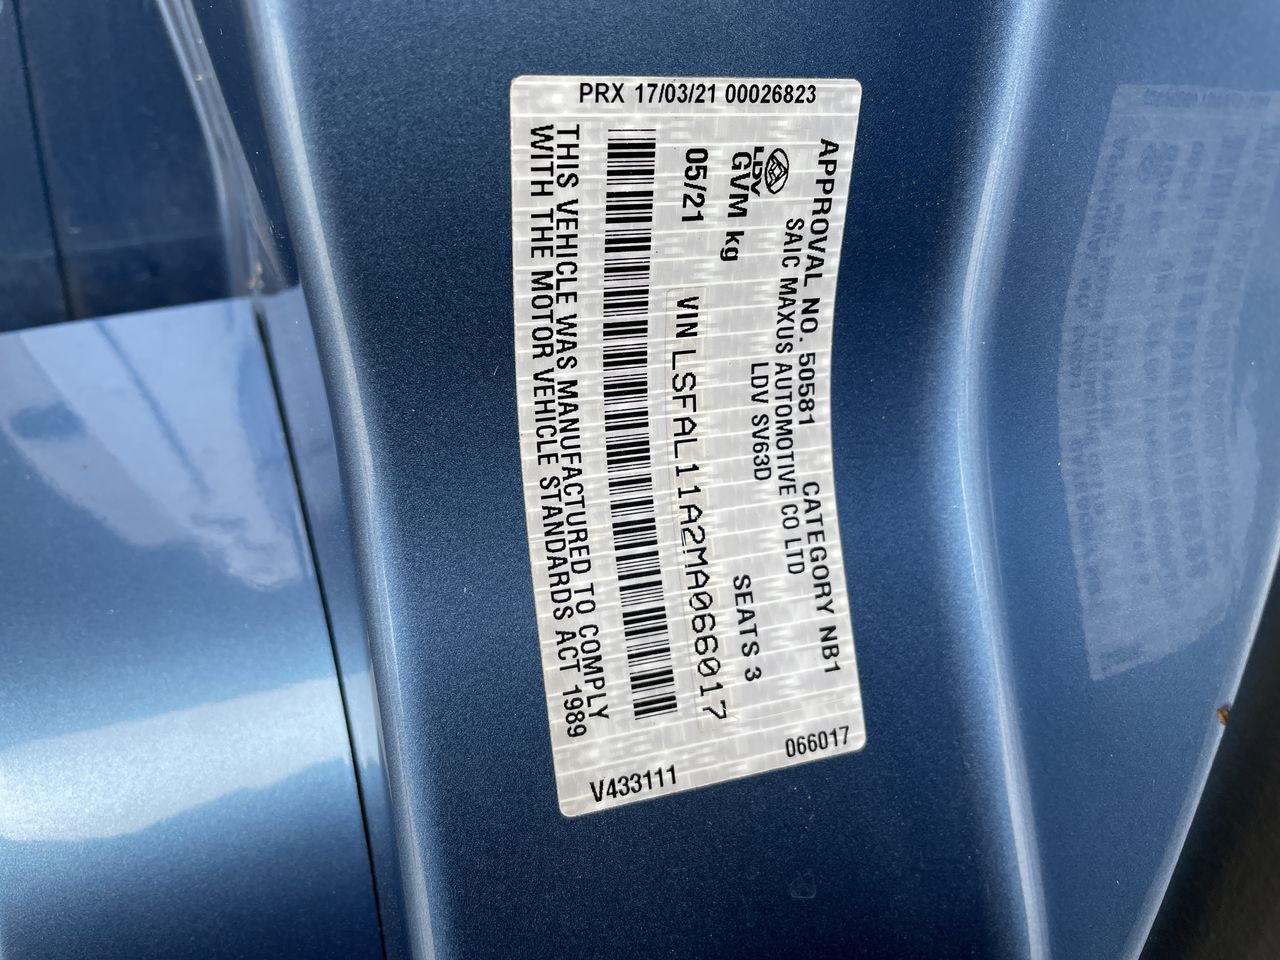 PRX 17/03/21 00026823
APPROVAL NO. 50581 CATEGORY NB1
SAIC MAXUS AUTOMOTIVE CO LTD
LDV
LDV SV63D
GVM kg SEATS 3
05/21 VIN LSFAL11A2MA066017
THIS VEHICLE WAS MANUFACTURED TO COMPLY
WITH THE MOTOR VEHICLE STANDARDS ACT 1989
V433111 066017